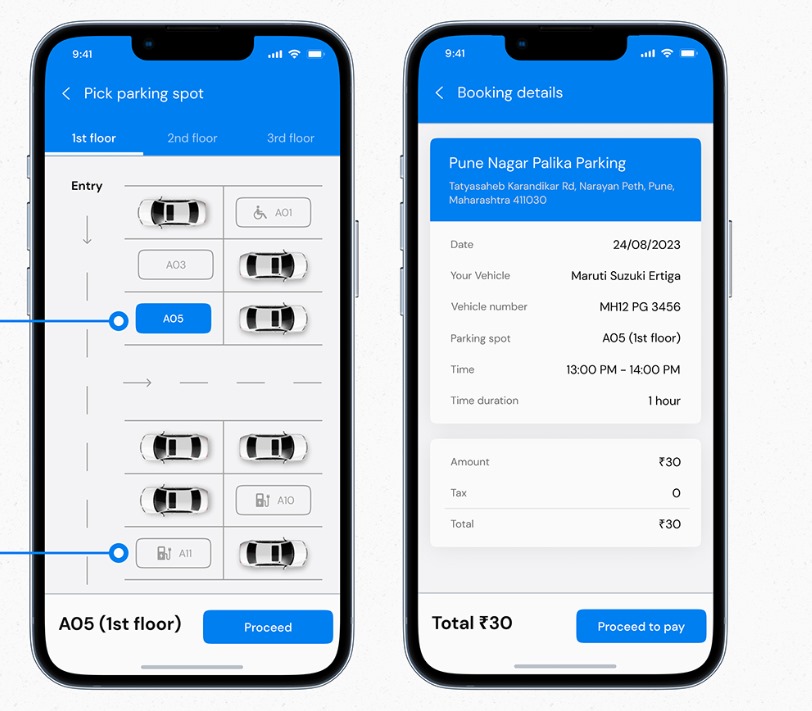 9:41
Pick parking spot
1st floor 2nd floor 3rd floor
Entry
A01
A03
A05
A10
A11
A05 (1st floor) Proceed
9:41
Booking details
Pune Nagar Palika Parking
Tatyasaheb Karandikar Rd, Narayan Peth, Pune,
Maharashtra 411030
Date 24/08/2023
Your Vehicle Maruti Suzuki Ertiga
Vehicle number MH12 PG 3456
Parking spot A05 (1st floor)
Time 13:00 PM – 14:00 PM
Time duration 1 hour
Amount ₹30
Tax 0
Total ₹30
Total ₹30 Proceed to pay